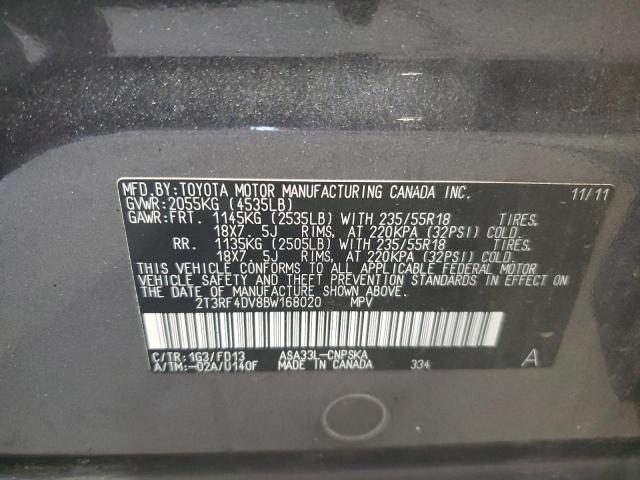 MFD. BY: TOYOTA MOTOR MANUFACTURING CANADA INC. 11/11
GVWR: 2055KG (4535LB)
GAWR: FRT. 1145KG (2535LB) WITH 235/55R18 TIRES.
18X7. 5J RIMS, AT 220KPA (32PSI) COLD.
RR. 1135KG (2505LB) WITH 235/55R18 TIRES.
18X7. 5J RIMS, AT 220KPA (32PSI) COLD.
THIS VEHICLE CONFORMS TO ALL APPLICABLE FEDERAL MOTOR
VEHICLE SAFETY AND THEFT PREVENTION STANDARDS IN EFFECT ON
THE DATE OF MANUFACTURE SHOWN ABOVE.
2T3RF4DV8BW168020 MPV
C/TR: 1G3/FD13 ASA33L-CNPSKA A
A/TM: -02A/U140F MADE IN CANADA 334